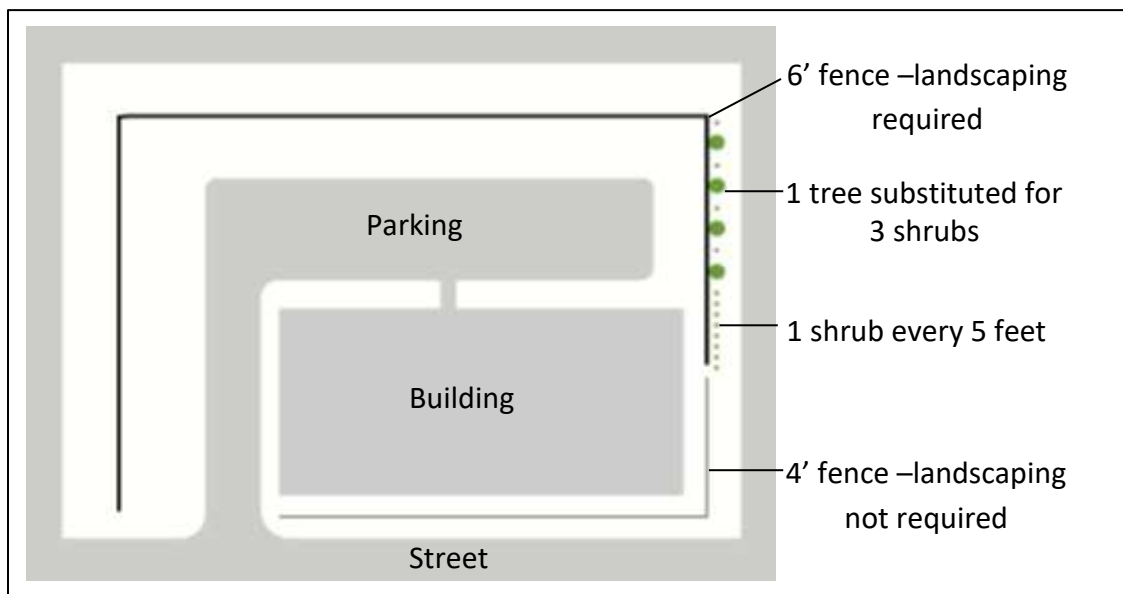 6’ fence –landscaping
required
1 tree substituted for
3 shrubs
Parking
1 shrub every 5 feet
Building
4’ fence –landscaping
not required
Street